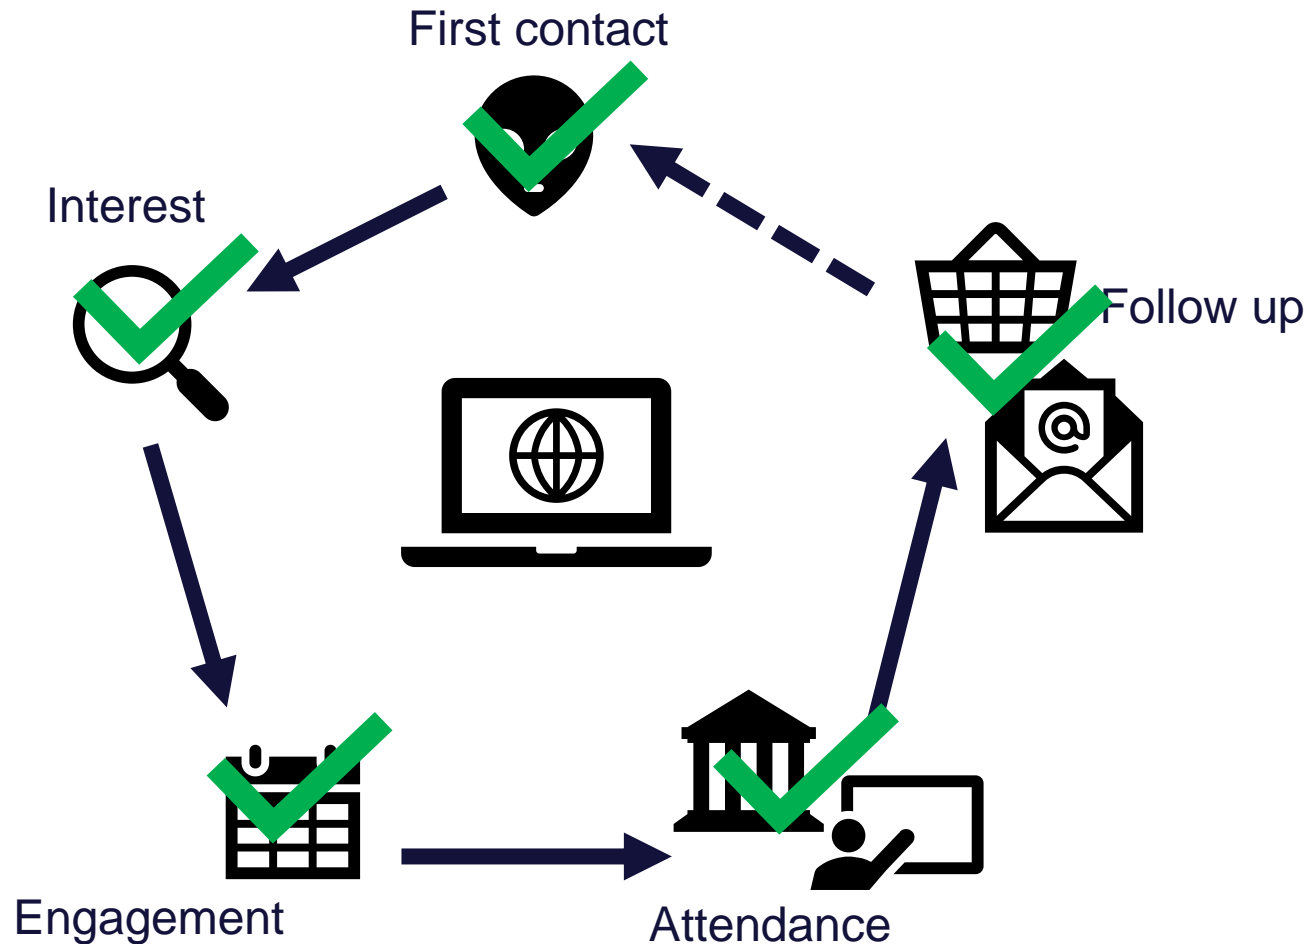 First contact
Interest
Follow up
@
Engagement
Attendance